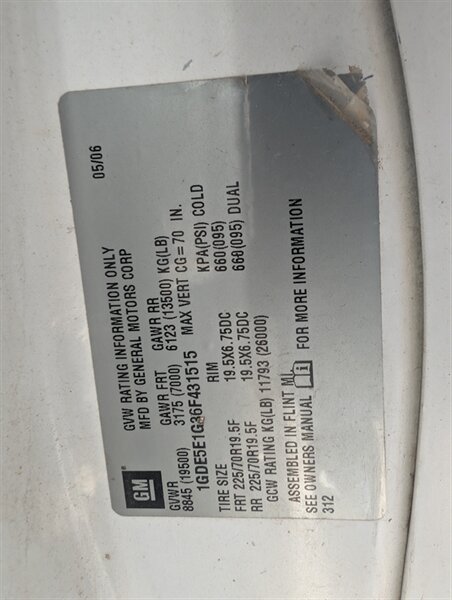 GM
GVW RATING INFORMATION ONLY 05/06
MFD BY GENERAL MOTORS CORP
GVWR GAWR FRT GAWR RR
8845 (19500) 3175 (7000) 6123 (13500) KG(LB)
1GDE5E1G36F431515 MAX VERT CG=70 IN.
TIRE SIZE RIM KPA(PSI) COLD
FRT 225/70R19.5F 19.5X6.75DC 660(095)
RR 225/70R19.5F 19.5X6.75DC 660(095) DUAL
GCW RATING KG(LB) 11793 (26000)
ASSEMBLED IN FLINT MI
SEE OWNERS MANUAL i FOR MORE INFORMATION
312